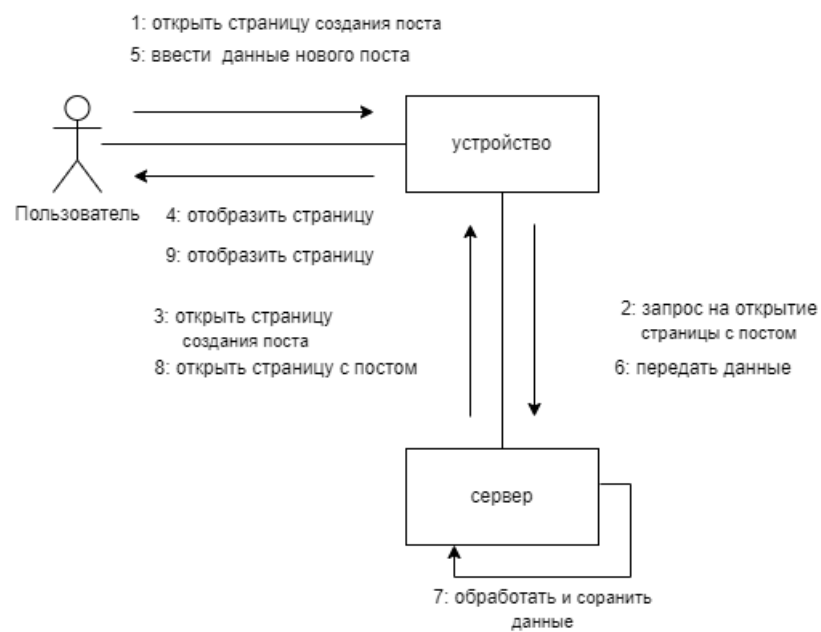 1: открыть страницу создания поста
5: ввести данные нового поста
устройство
Пользователь
4: отобразить страницу
9: отобразить страницу
3: открыть страницу
создания поста
8: открыть страницу с постом
2: запрос на открытие
страницы с постом
6: передать данные
сервер
7: обработать и соранить
данные